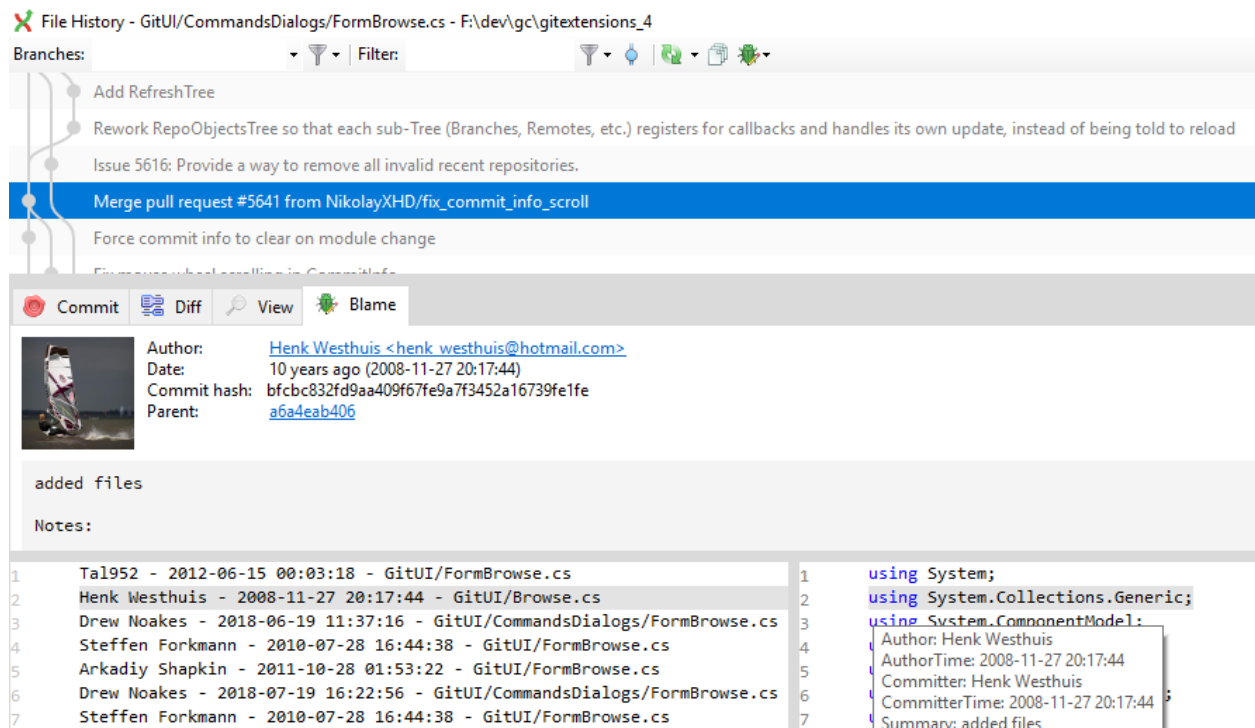 File History - GitUI/CommandsDialogs/FormBrowse.cs - F:\dev\gc\gitextensions_4
Branches: Filter:
Add RefreshTree
Rework RepoObjectsTree so that each sub-Tree (Branches, Remotes, etc.) registers for callbacks and handles its own update, instead of being told to reload
Issue 5616: Provide a way to remove all invalid recent repositories.
Merge pull request #5641 from NikolayXHD/fix_commit_info_scroll
Force commit info to clear on module change
Fix mouse wheel scrolling in CommitInfo
Commit Diff View Blame
Author: Henk Westhuis <henk_westhuis@hotmail.com>
Date: 10 years ago (2008-11-27 20:17:44)
Commit hash: bfcbc832fd9aa409f67fe9a7f3452a16739fe1fe
Parent: a6a4eab406
added files
Notes:
1 Tal952 - 2012-06-15 00:03:18 - GitUI/FormBrowse.cs
2 Henk Westhuis - 2008-11-27 20:17:44 - GitUI/Browse.cs
3 Drew Noakes - 2018-06-19 11:37:16 - GitUI/CommandsDialogs/FormBrowse.cs
4 Steffen Forkmann - 2010-07-28 16:44:38 - GitUI/FormBrowse.cs
5 Arkadiy Shapkin - 2011-10-28 01:53:22 - GitUI/FormBrowse.cs
6 Drew Noakes - 2018-07-19 16:22:56 - GitUI/CommandsDialogs/FormBrowse.cs
7 Steffen Forkmann - 2010-07-28 16:44:38 - GitUI/FormBrowse.cs
1 using System;
2 using System.Collections.Generic;
3 using System.ComponentModel;
4
5
6
7
Author: Henk Westhuis
AuthorTime: 2008-11-27 20:17:44
Committer: Henk Westhuis
CommitterTime: 2008-11-27 20:17:44
Summary: added files